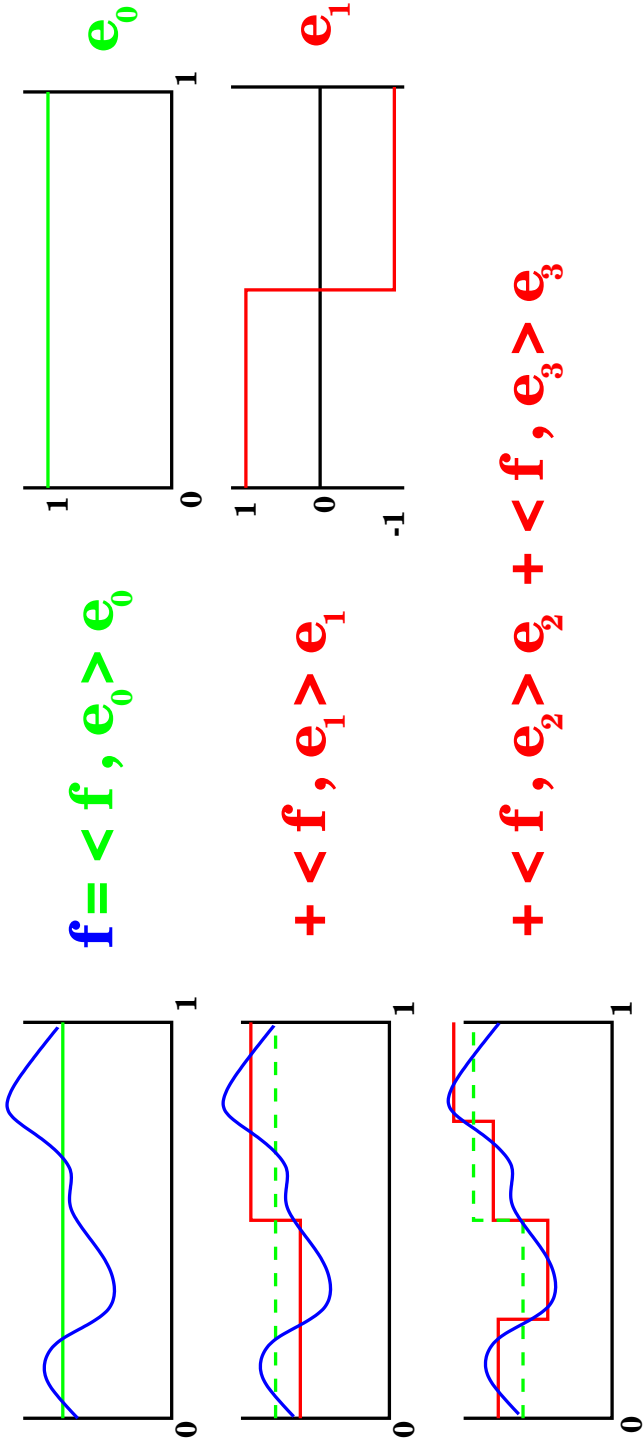 0 1
f = < f , e₀ > e₀
1
0 1
e₀
0 1
+ < f , e₁ > e₁
1
0
-1
e₁
0 1
+ < f , e₂ > e₂ + < f , e₃ > e₃